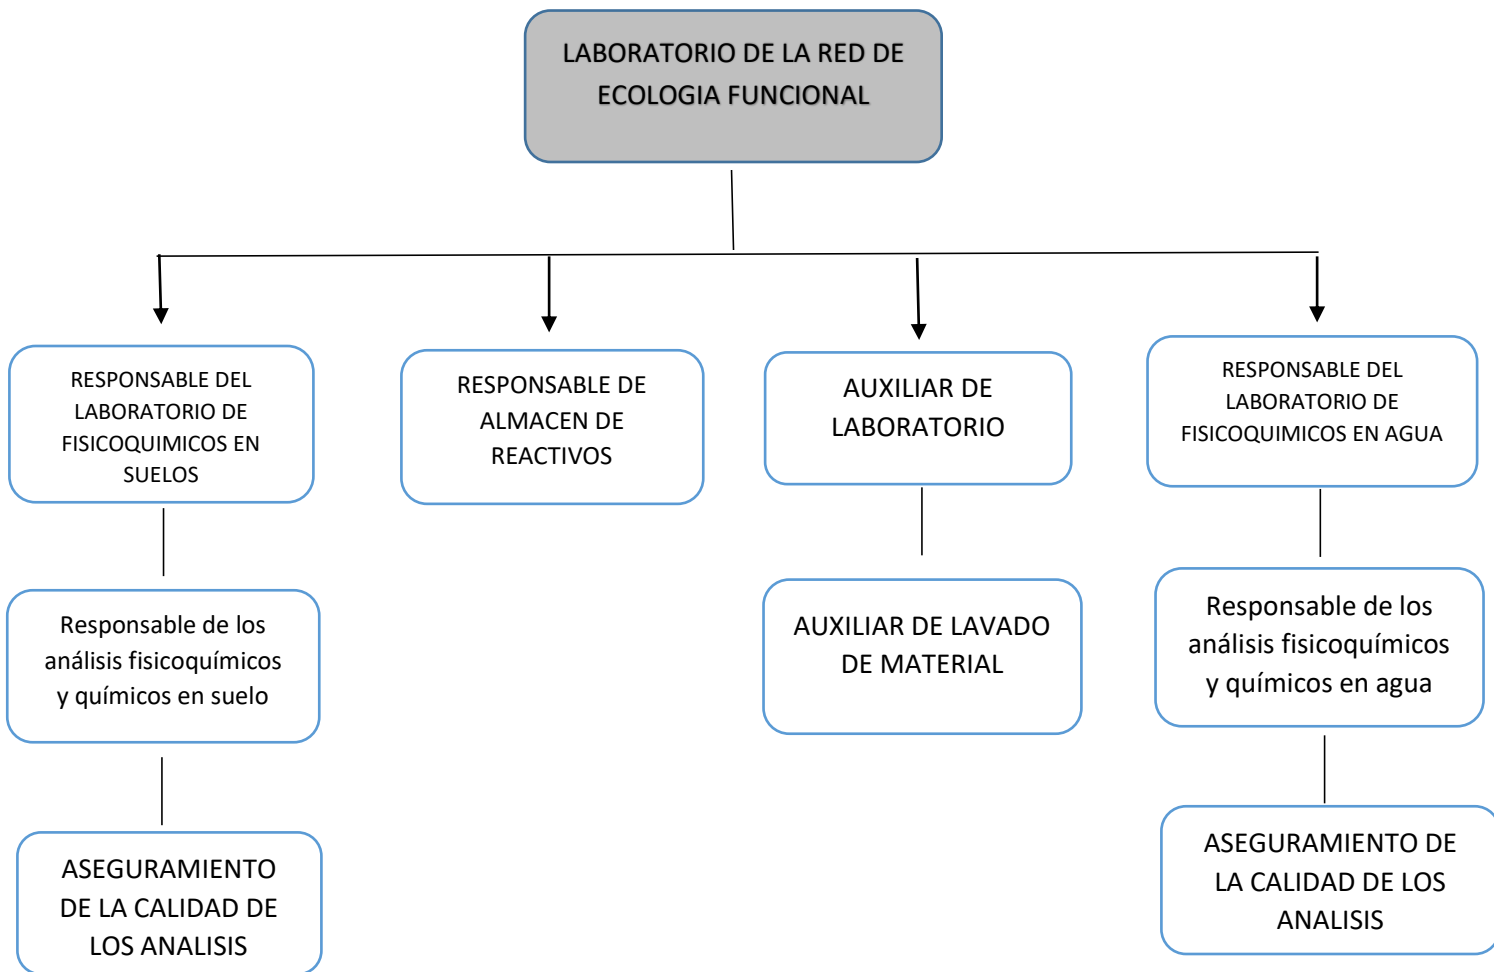 LABORATORIO DE LA RED DE
ECOLOGIA FUNCIONAL
RESPONSABLE DEL
LABORATORIO DE
FISICOQUIMICOS EN
SUELOS
RESPONSABLE DE
ALMACEN DE
REACTIVOS
AUXILIAR DE
LABORATORIO
RESPONSABLE DEL
LABORATORIO DE
FISICOQUIMICOS EN AGUA
Responsable de los
análisis fisicoquímicos
y químicos en suelo
AUXILIAR DE LAVADO
DE MATERIAL
Responsable de los
análisis fisicoquímicos
y químicos en agua
ASEGURAMIENTO
DE LA CALIDAD DE
LOS ANALISIS
ASEGURAMIENTO DE
LA CALIDAD DE LOS
ANALISIS